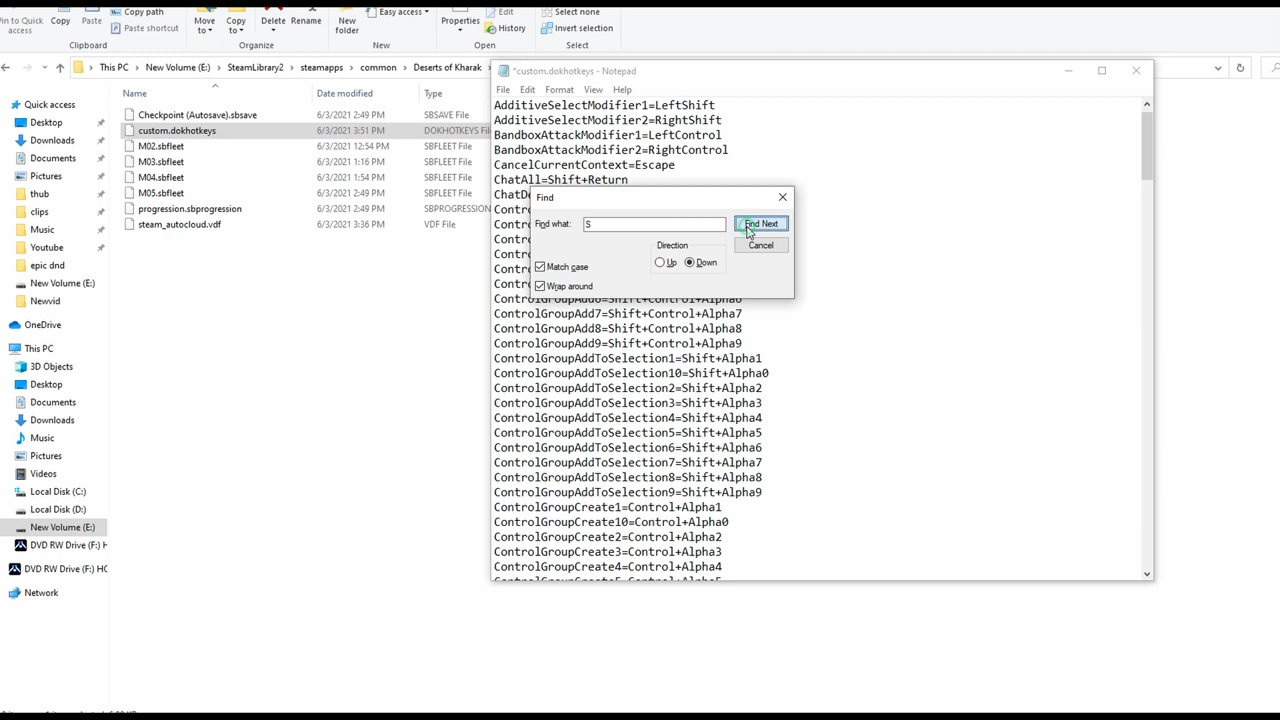 Pin to Quick
access
Copy
Paste
Copy path
Paste shortcut
Clipboard
Move
to
Copy
to
Delete
Rename
Organize
New
folder
Easy access
New
Properties
Edit
History
Open
Select none
Invert selection
Select
This PC > New Volume (E:) > SteamLibrary2 > steamapps > common > Deserts of Kharak
Name
Date modified
Type
Checkpoint (Autosave).sbsave 6/3/2021 2:49 PM SBSAVE File
custom.dokhotkeys 6/3/2021 3:51 PM DOKHOTKEYS File
M02.sbfleet 6/3/2021 12:54 PM SBFLEET File
M03.sbfleet 6/3/2021 1:16 PM SBFLEET File
M04.sbfleet 6/3/2021 1:54 PM SBFLEET File
M05.sbfleet 6/3/2021 2:49 PM SBFLEET File
progression.sbprogression 6/3/2021 2:49 PM SBPROGRESSION
steam_autocloud.vdf 6/3/2021 3:36 PM VDF File
Quick access
Desktop
Downloads
Documents
Pictures
thub
clips
Music
Youtube
epic dnd
New Volume (E:)
Newvid
OneDrive
This PC
3D Objects
Desktop
Documents
Downloads
Music
Pictures
Videos
Local Disk (C:)
Local Disk (D:)
New Volume (E:)
DVD RW Drive (F:) H
DVD RW Drive (F:) HC
Network
*custom.dokhotkeys - Notepad
File Edit Format View Help
AdditiveSelectModifier1=LeftShift
AdditiveSelectModifier2=RightShift
BandboxAttackModifier1=LeftControl
BandboxAttackModifier2=RightControl
CancelCurrentContext=Escape
ChatAll=Shift+Return
Find
Find what: S
Find Next
Cancel
Direction
Up Down
Match case
Wrap around
ControlGroupAdd6=Shift+Control+Alpha6
ControlGroupAdd7=Shift+Control+Alpha7
ControlGroupAdd8=Shift+Control+Alpha8
ControlGroupAdd9=Shift+Control+Alpha9
ControlGroupAddToSelection1=Shift+Alpha1
ControlGroupAddToSelection10=Shift+Alpha0
ControlGroupAddToSelection2=Shift+Alpha2
ControlGroupAddToSelection3=Shift+Alpha3
ControlGroupAddToSelection4=Shift+Alpha4
ControlGroupAddToSelection5=Shift+Alpha5
ControlGroupAddToSelection6=Shift+Alpha6
ControlGroupAddToSelection7=Shift+Alpha7
ControlGroupAddToSelection8=Shift+Alpha8
ControlGroupAddToSelection9=Shift+Alpha9
ControlGroupCreate1=Control+Alpha1
ControlGroupCreate10=Control+Alpha0
ControlGroupCreate2=Control+Alpha2
ControlGroupCreate3=Control+Alpha3
ControlGroupCreate4=Control+Alpha4